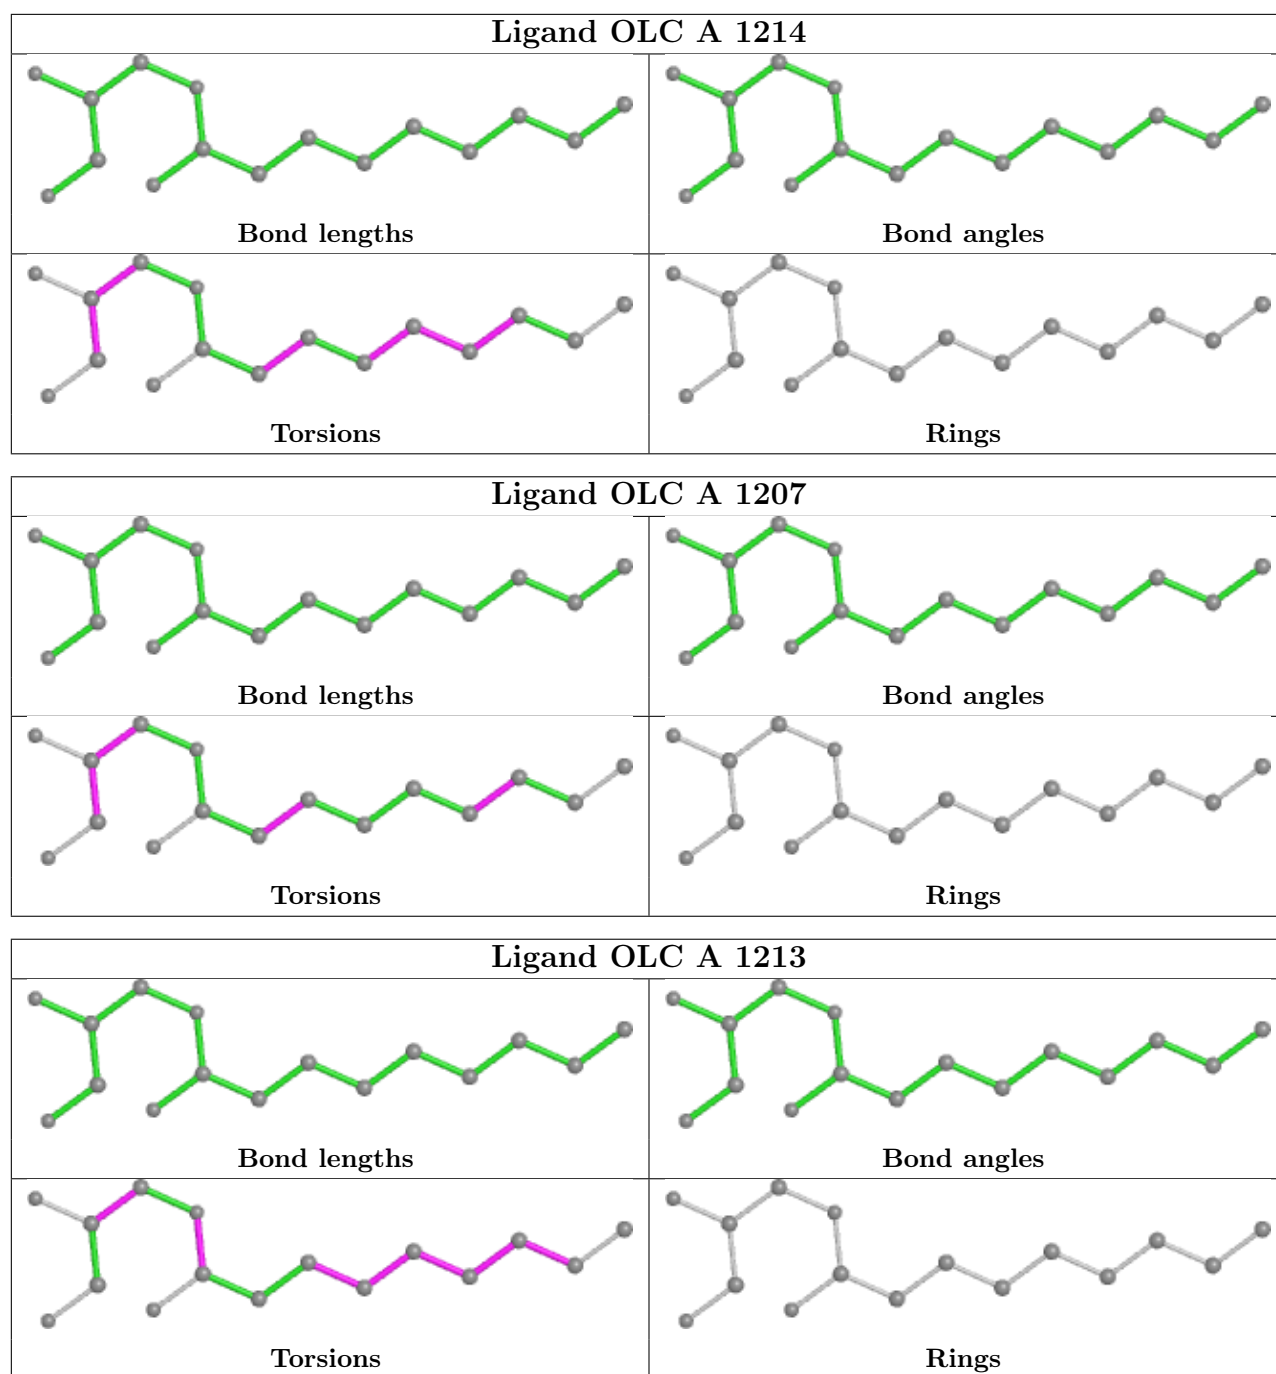 Ligand OLC A 1214
Bond lengths
Bond angles
Torsions
Rings
Ligand OLC A 1207
Bond lengths
Bond angles
Torsions
Rings
Ligand OLC A 1213
Bond lengths
Bond angles
Torsions
Rings